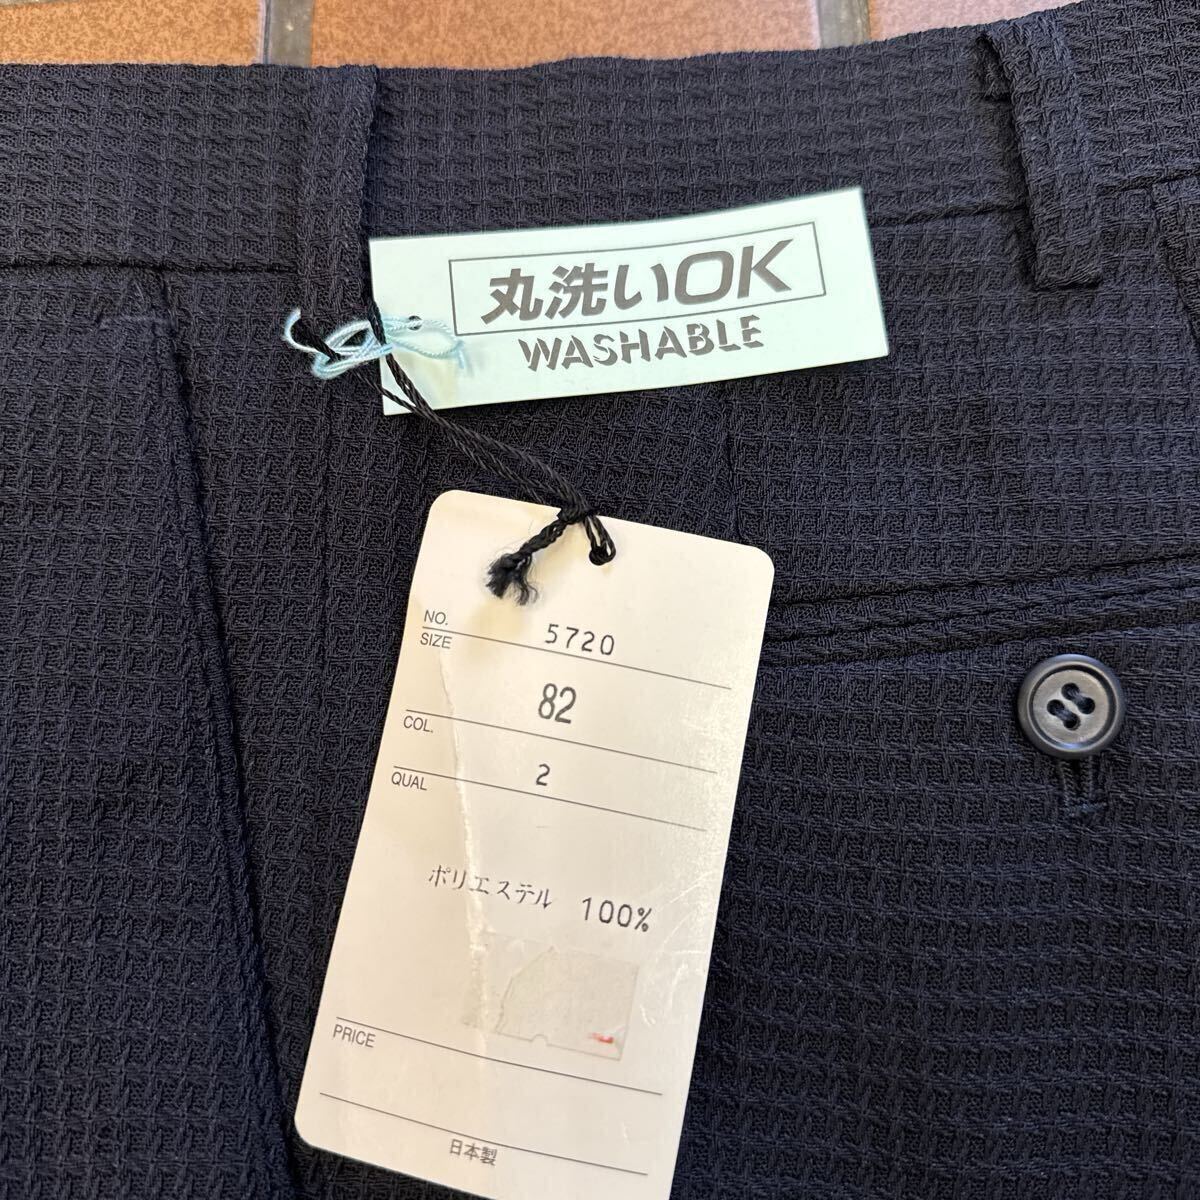 丸洗いOK
WASHABLE
NO. 5720
SIZE 82
COL. 2
QUAL
ポリエステル 100%
PRICE
日本製